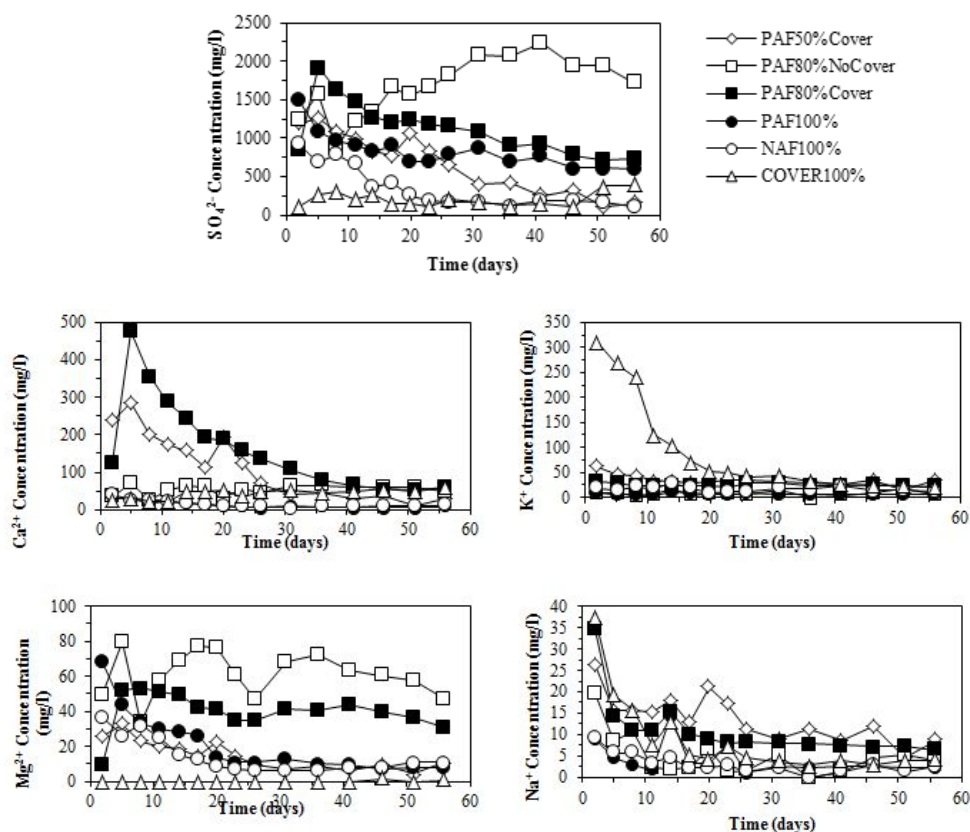 SO₄²⁻ Concentration (mg/l)
2500
2000
1500
1000
500
0
0 10 20 30 40 50 60
Time (days)
PAF50%Cover
PAF80%NoCover
PAF80%Cover
PAF100%
NAF100%
COVER100%
Ca²⁺ Concentration (mg/l)
500
400
300
200
100
0
0 10 20 30 40 50 60
Time (days)
K⁺ Concentration (mg/l)
350
300
250
200
150
100
50
0
0 10 20 30 40 50 60
Time (days)
Mg²⁺ Concentration
(mg/l)
100
80
60
40
20
0
0 10 20 30 40 50 60
Time (days)
Na⁺ Concentration (mg/l)
40
35
30
25
20
15
10
5
0
0 10 20 30 40 50 60
Time (days)